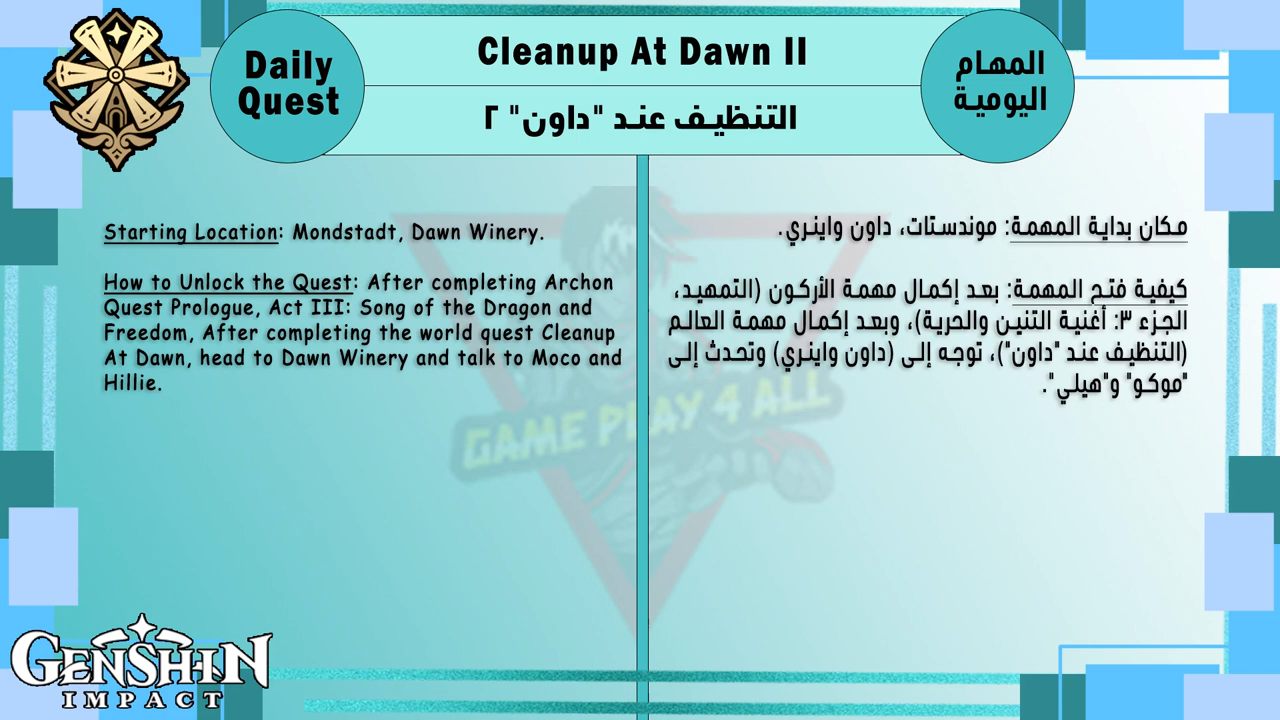 Daily
Quest
Cleanup At Dawn II
التنظيف عند "داون" ٢
المهام
اليومية
Starting Location: Mondstadt, Dawn Winery.
How to Unlock the Quest: After completing Archon
Quest Prologue, Act III: Song of the Dragon and
Freedom, After completing the world quest Cleanup
At Dawn, head to Dawn Winery and talk to Moco and
Hillie.
مكان بداية المهمة: موندستات، داون واينري.
كيفية فتح المهمة: بعد إكمال مهمة الأركون (التمهيد،
الجزء ٣: أغنية التنين والحرية)، وبعد إكمال مهمة العالم
(التنظيف عند "داون")، توجه إلى (داون واينري) وتحدث إلى
"موكو" و"هيلي".
GAME PLAY 4 ALL
GENSHIN
IMPACT